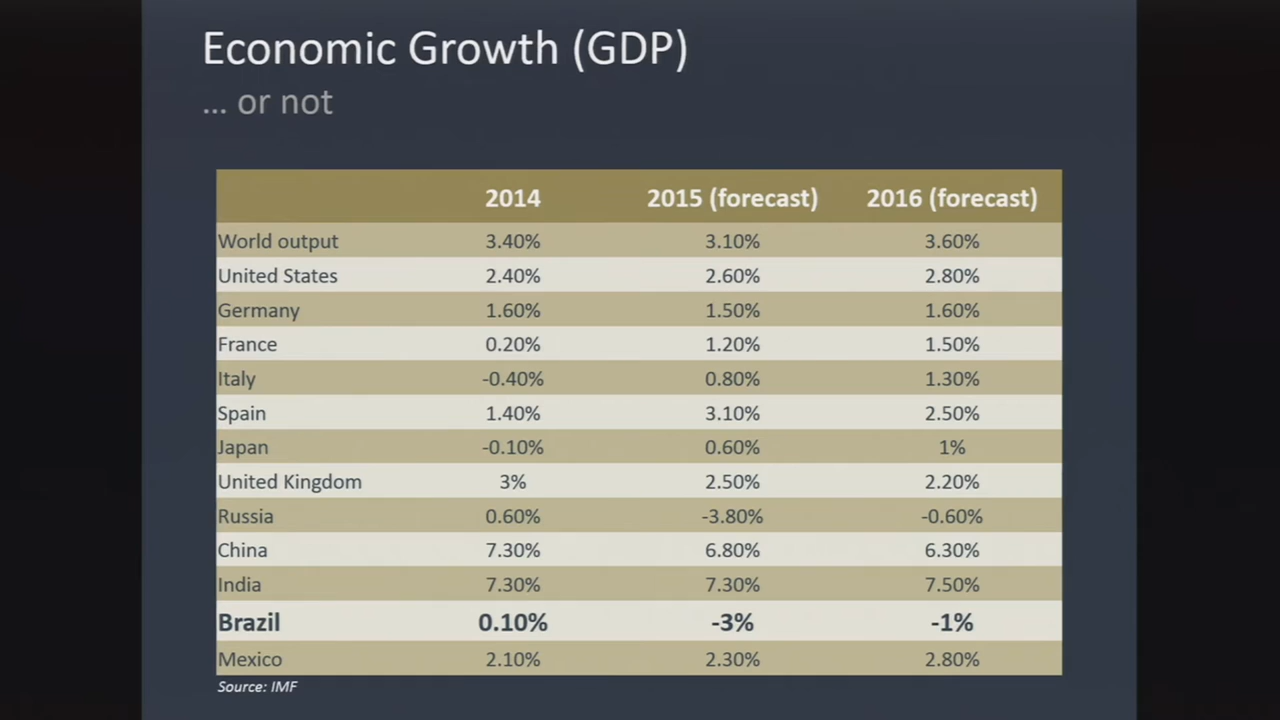 Economic Growth (GDP)
... or not
2014 2015 (forecast) 2016 (forecast)
World output 3.40% 3.10% 3.60%
United States 2.40% 2.60% 2.80%
Germany 1.60% 1.50% 1.60%
France 0.20% 1.20% 1.50%
Italy -0.40% 0.80% 1.30%
Spain 1.40% 3.10% 2.50%
Japan -0.10% 0.60% 1%
United Kingdom 3% 2.50% 2.20%
Russia 0.60% -3.80% -0.60%
China 7.30% 6.80% 6.30%
India 7.30% 7.30% 7.50%
Brazil 0.10% -3% -1%
Mexico 2.10% 2.30% 2.80%
Source: IMF